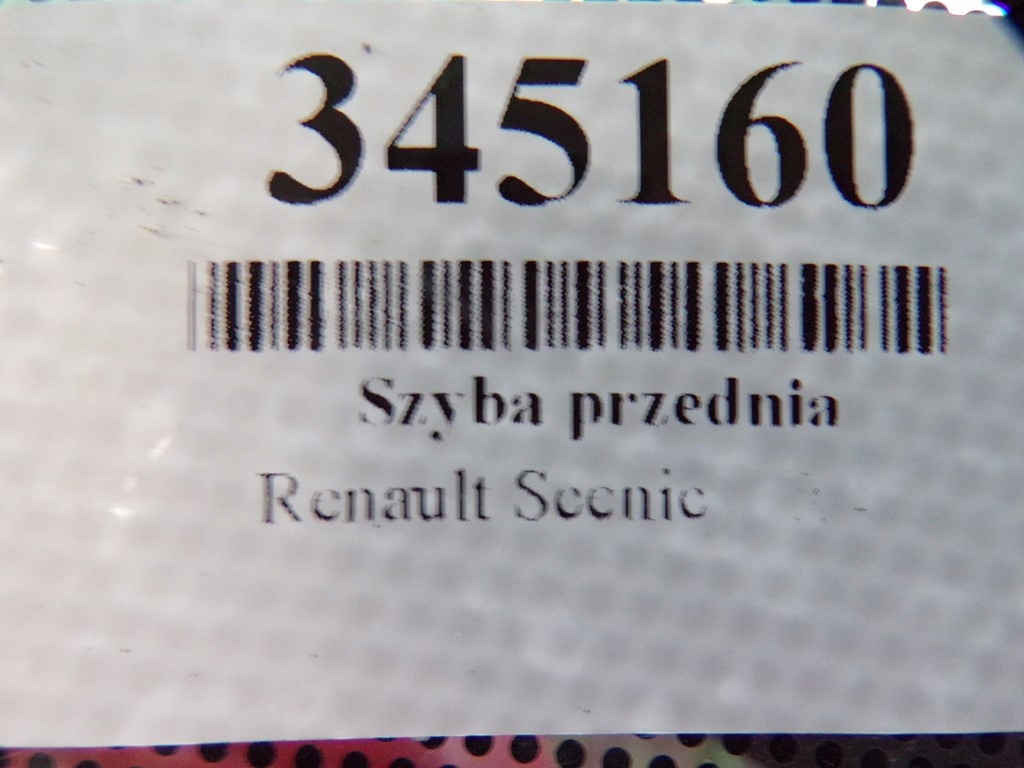 345160
Szyba przednia
Renault Scenic